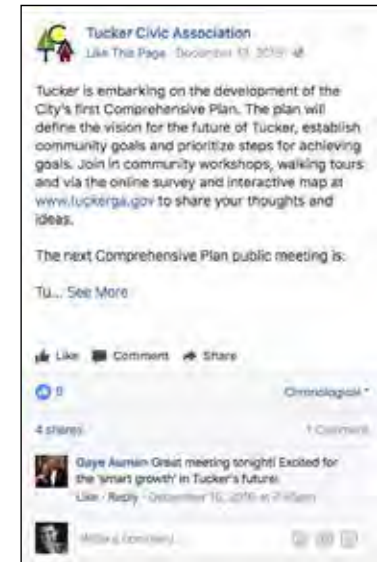 Tucker Civic Association
Like This Page · December 13, 2016
Tucker is embarking on the development of the
City's first Comprehensive Plan. The plan will
define the vision for the future of Tucker, establish
community goals and prioritize steps for achieving
goals. Join in community workshops, walking tours
and via the online survey and interactive map at
www.tuckerga.gov to share your thoughts and
ideas.
The next Comprehensive Plan public meeting is:
Tu... See More
Like Comment Share
Chronological
4 shares 1 Comment
Gaye Auman Great meeting tonight! Excited for
the 'smart growth' in Tucker's future!
Like · Reply · December 2016 at
Write a comment...